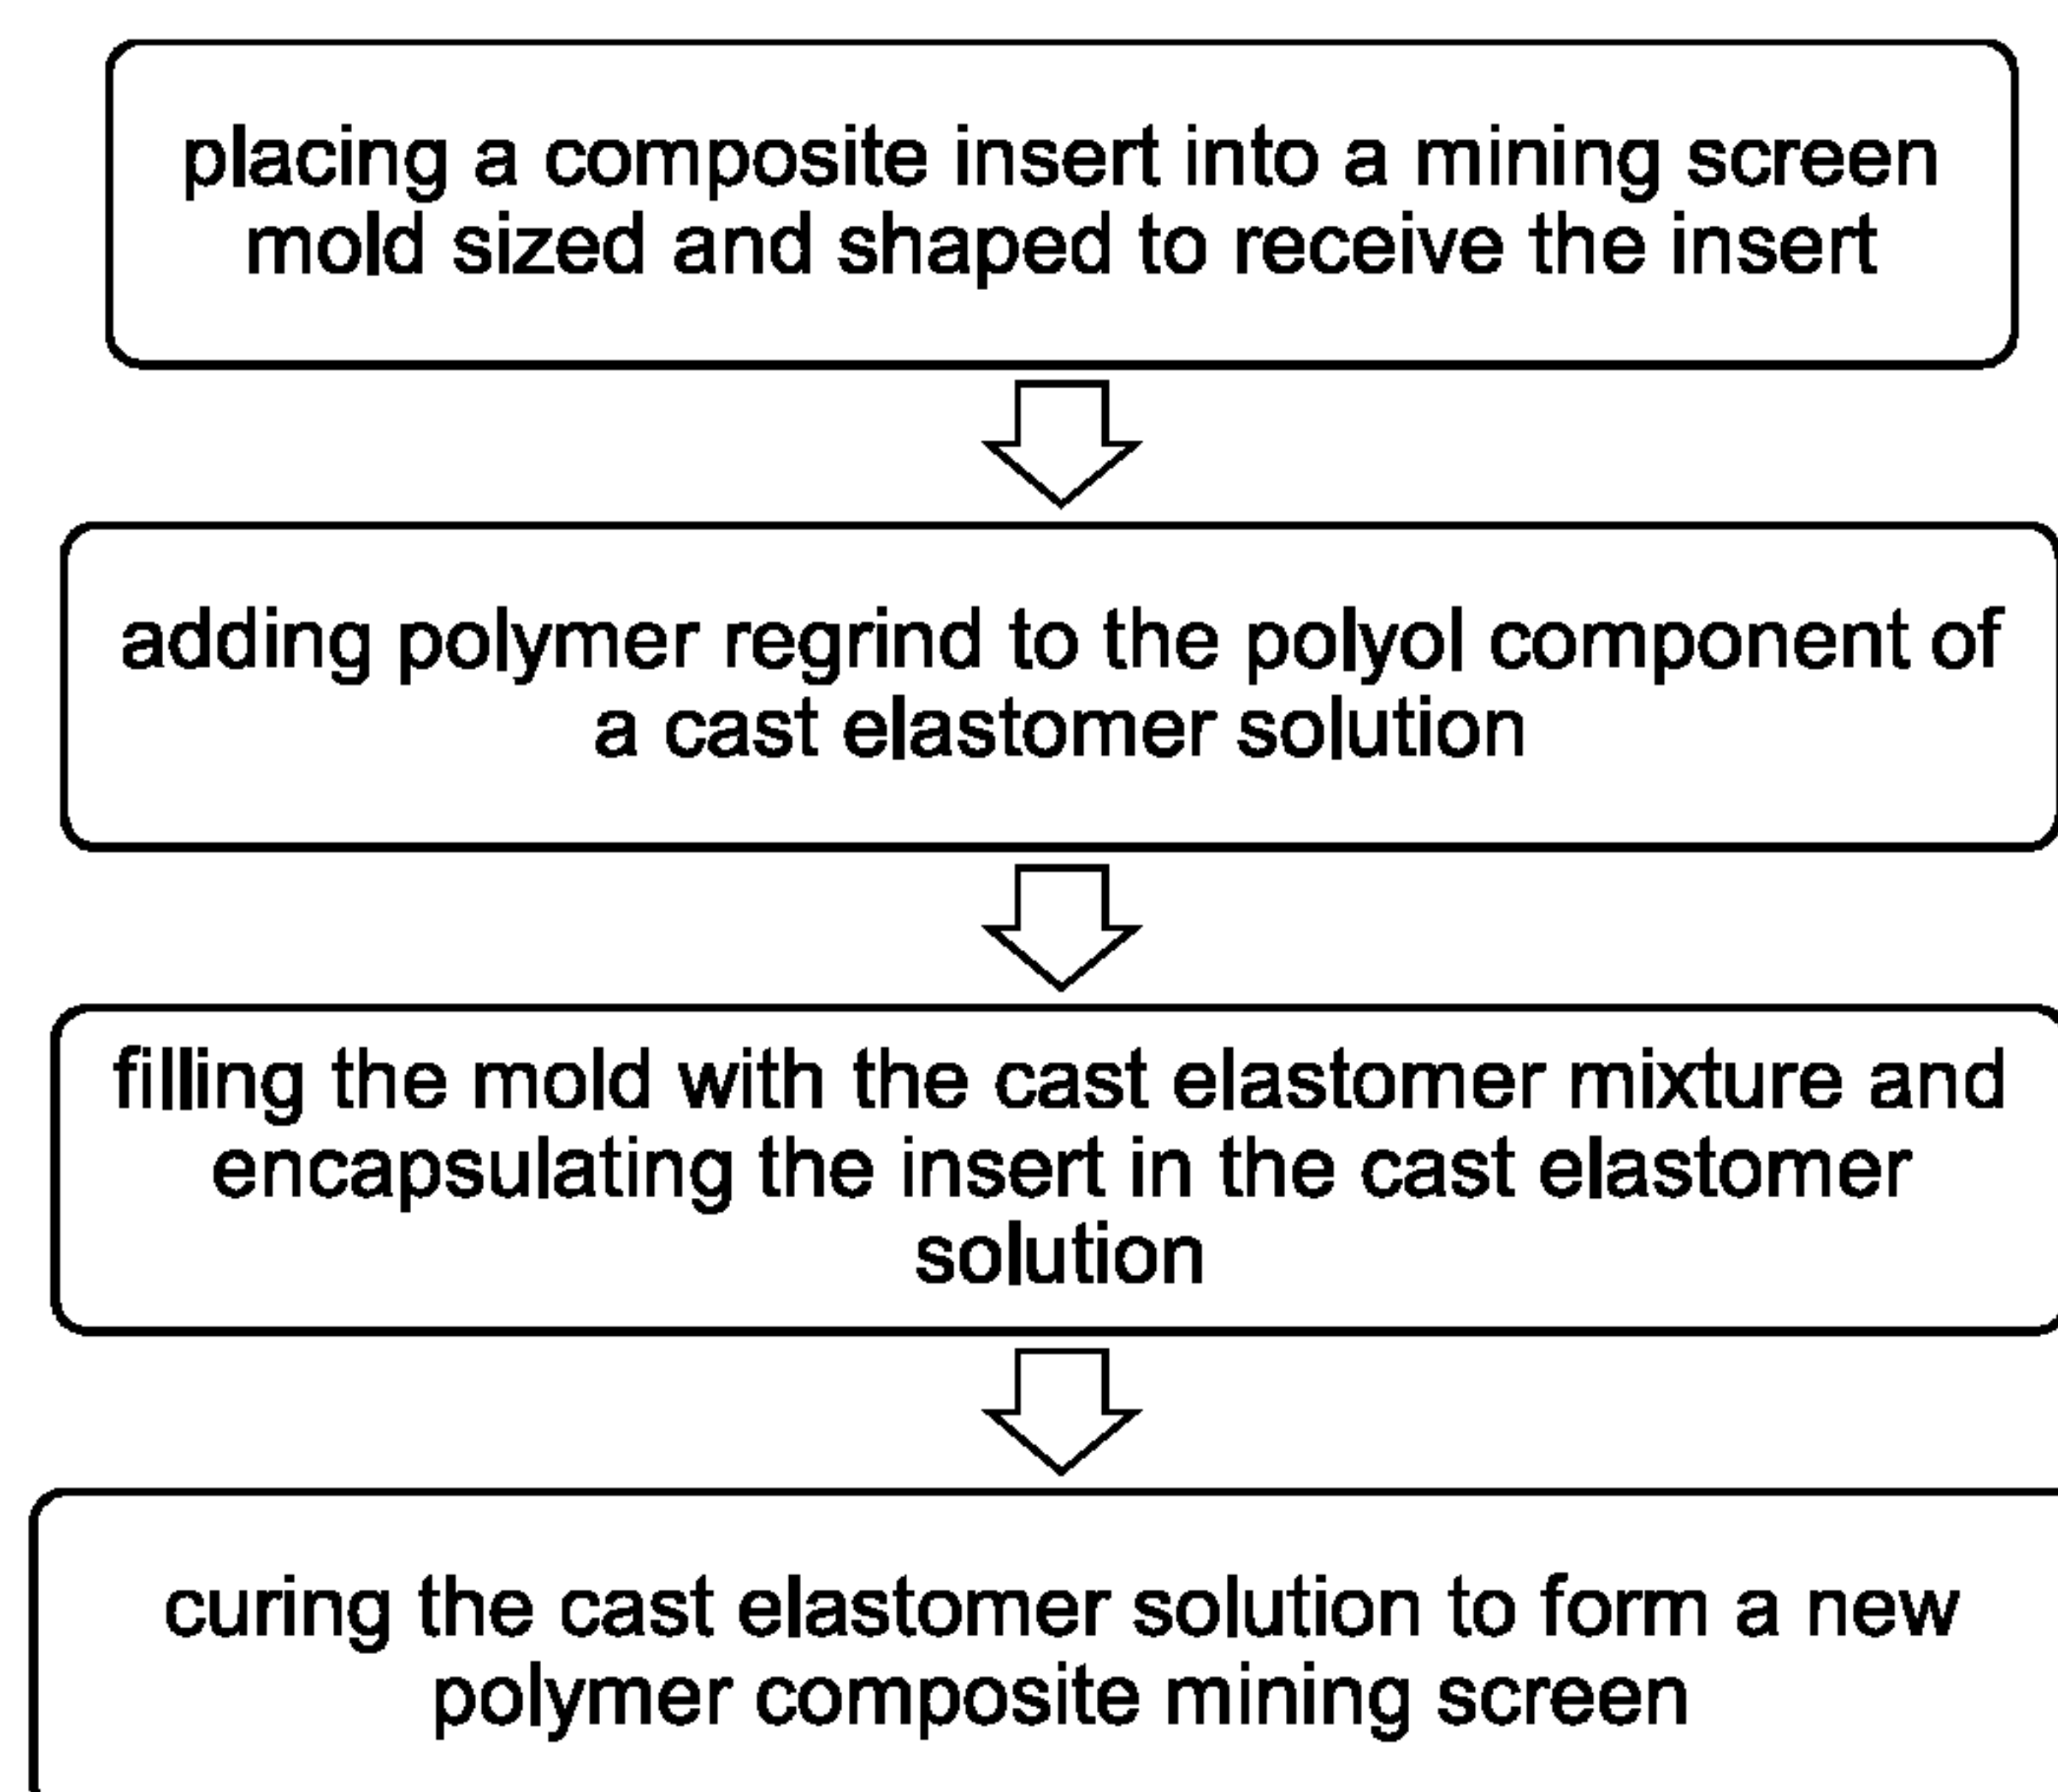 placing a composite insert into a mining screen
mold sized and shaped to receive the insert
adding polymer regrind to the polyol component of
a cast elastomer solution
filling the mold with the cast elastomer mixture and
encapsulating the insert in the cast elastomer
solution
curing the cast elastomer solution to form a new
polymer composite mining screen